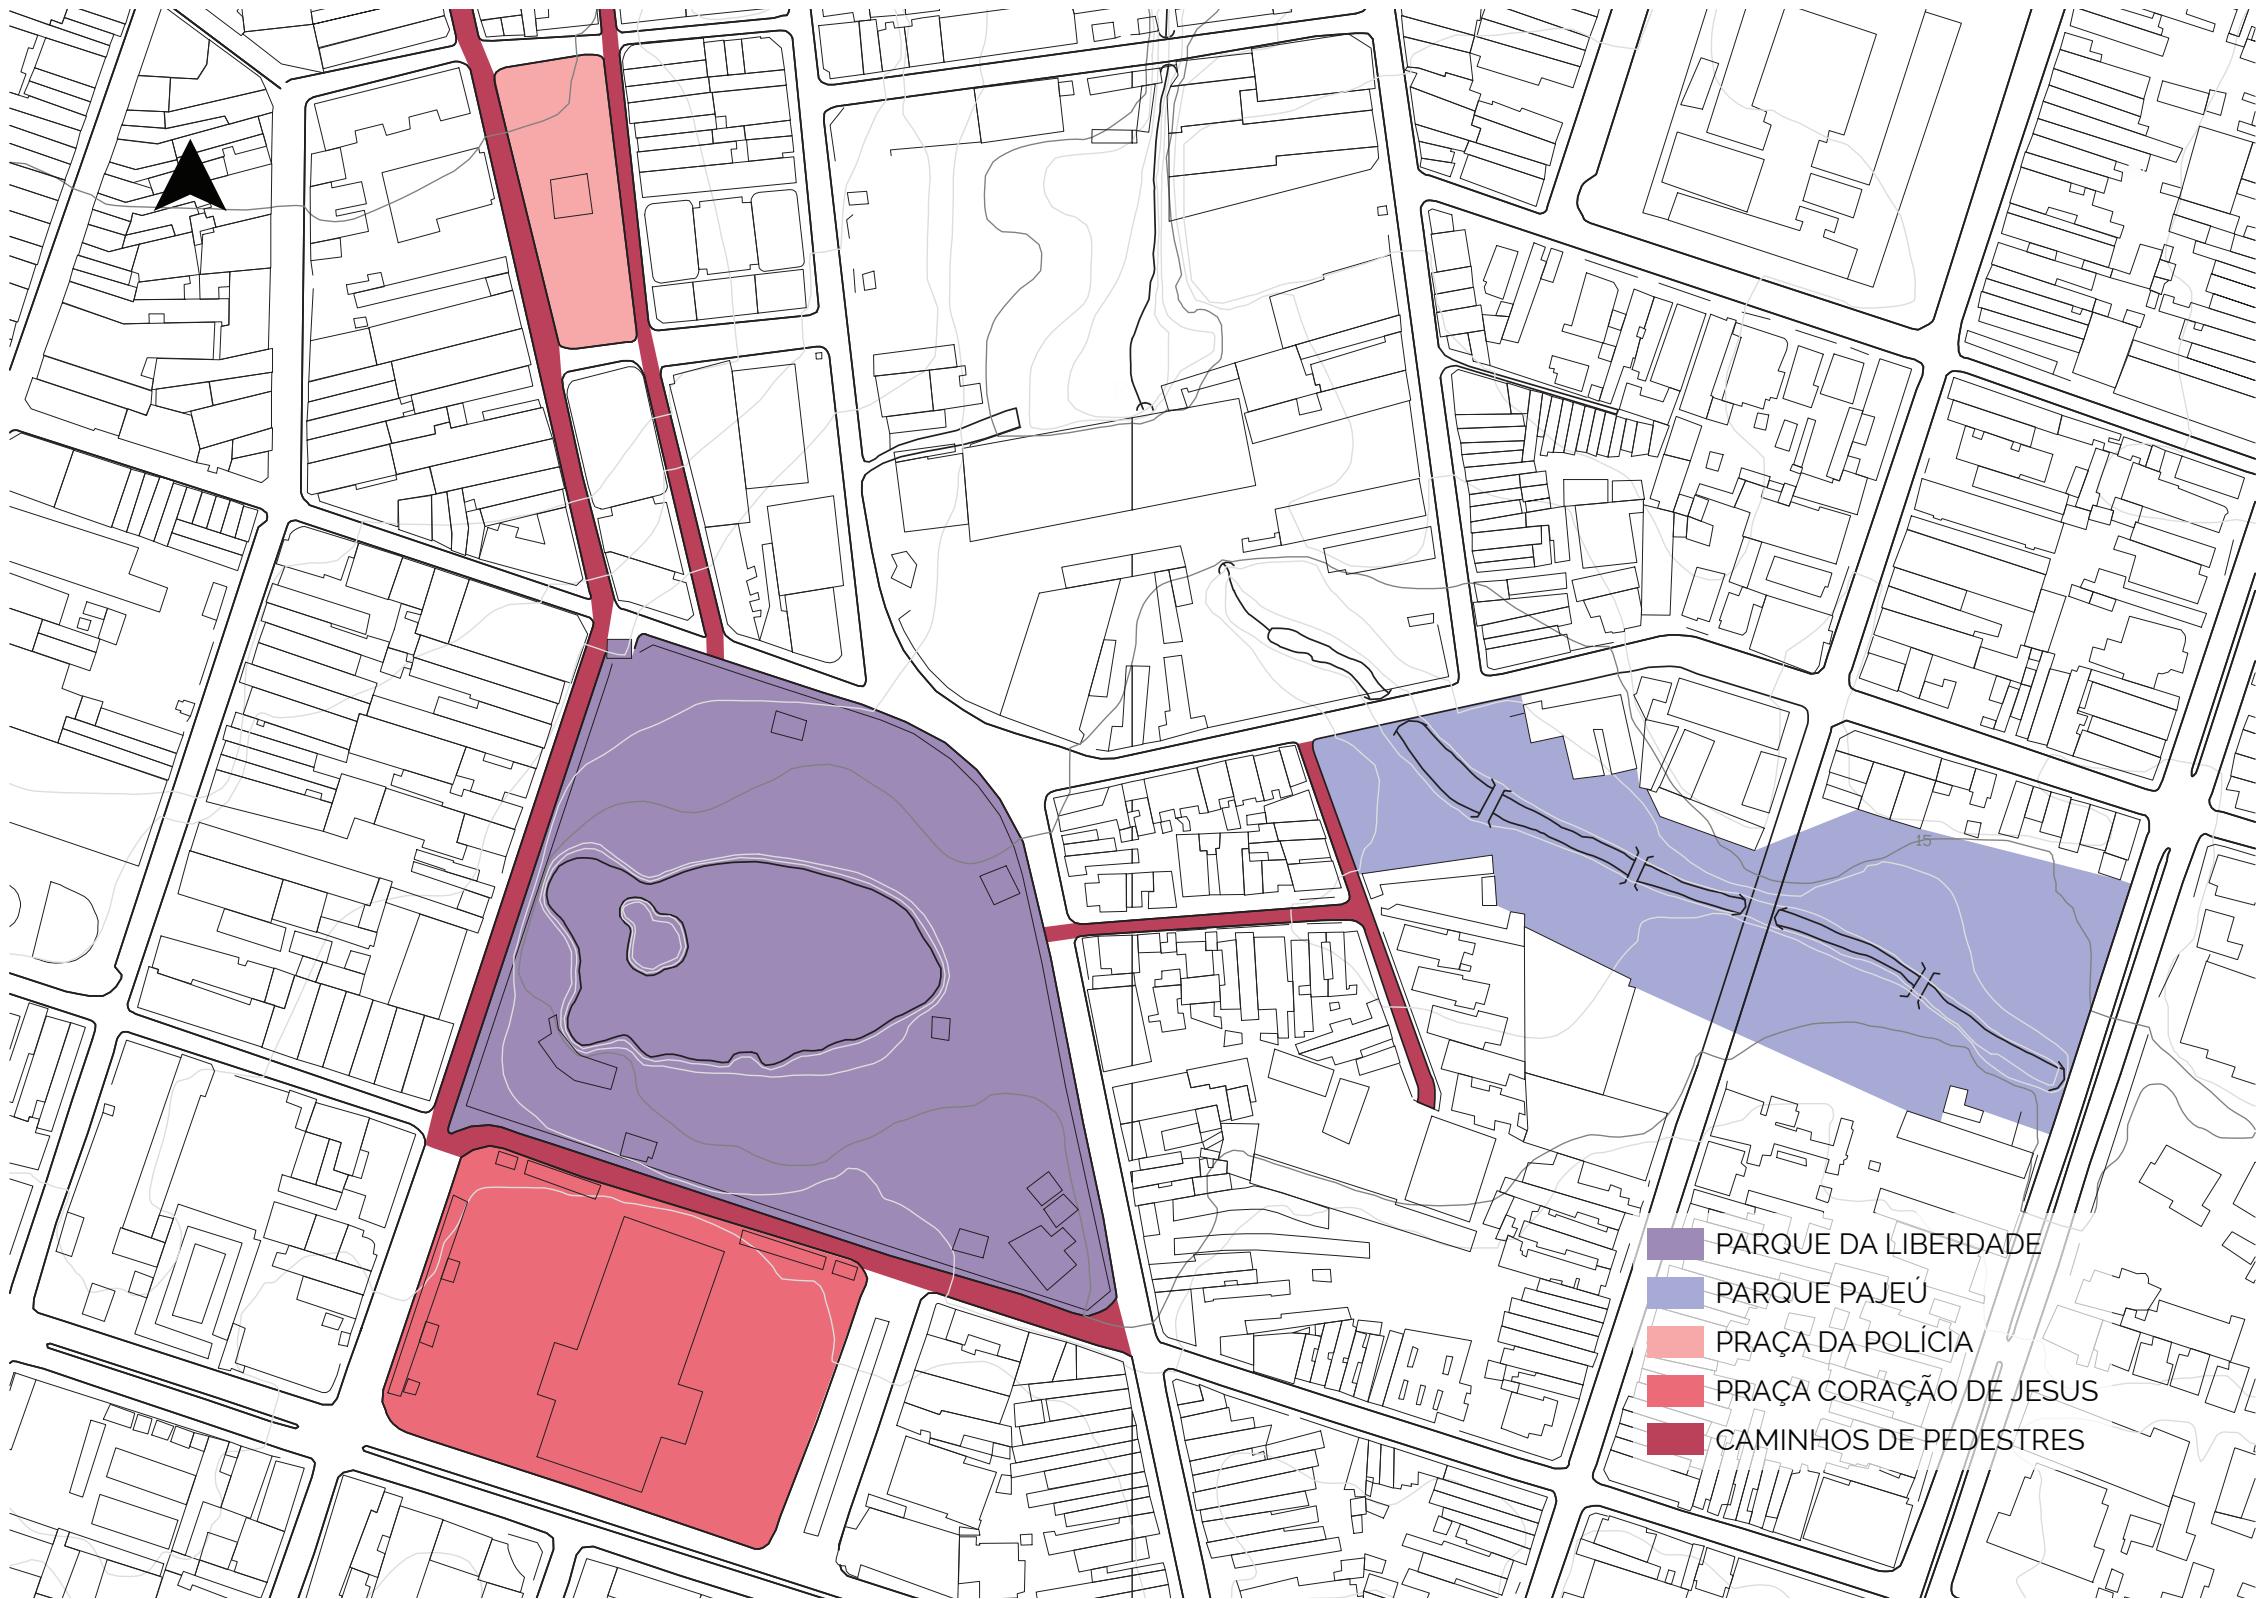 15
PARQUE DA LIBERDADE
PARQUE PAJEÚ
PRAÇA DA POLÍCIA
PRAÇA CORAÇÃO DE JESUS
CAMINHOS DE PEDESTRES